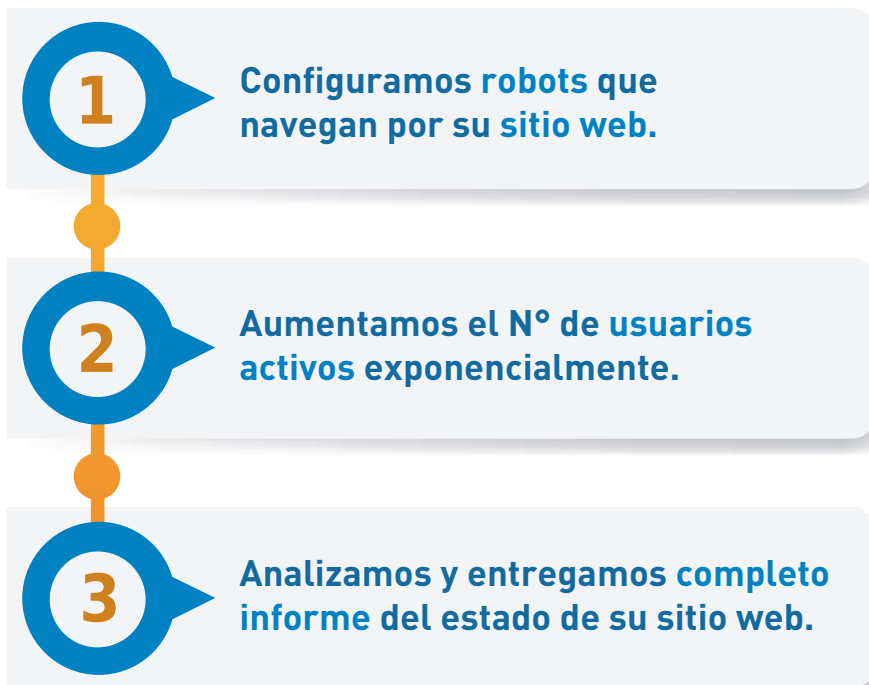 1
Configuramos robots que
navegan por su sitio web.
2
Aumentamos el N° de usuarios
activos exponencialmente.
3
Analizamos y entregamos completo
informe del estado de su sitio web.